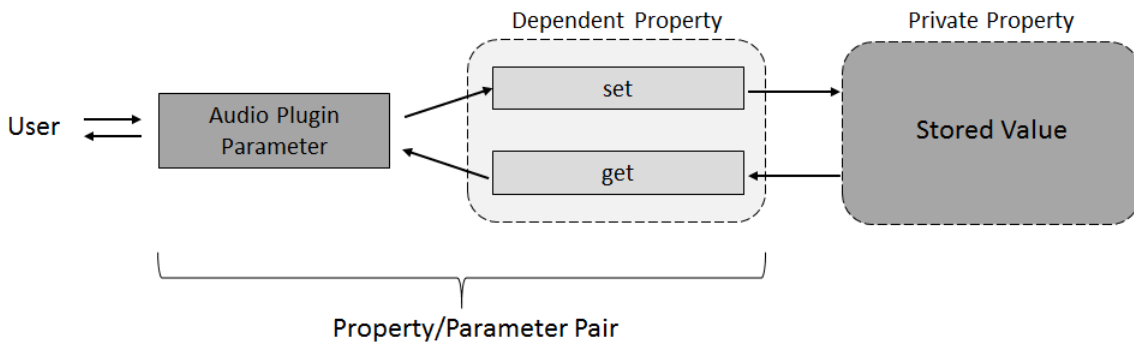 Dependent Property
Private Property
User
Audio Plugin
Parameter
set
get
Stored Value
Property/Parameter Pair